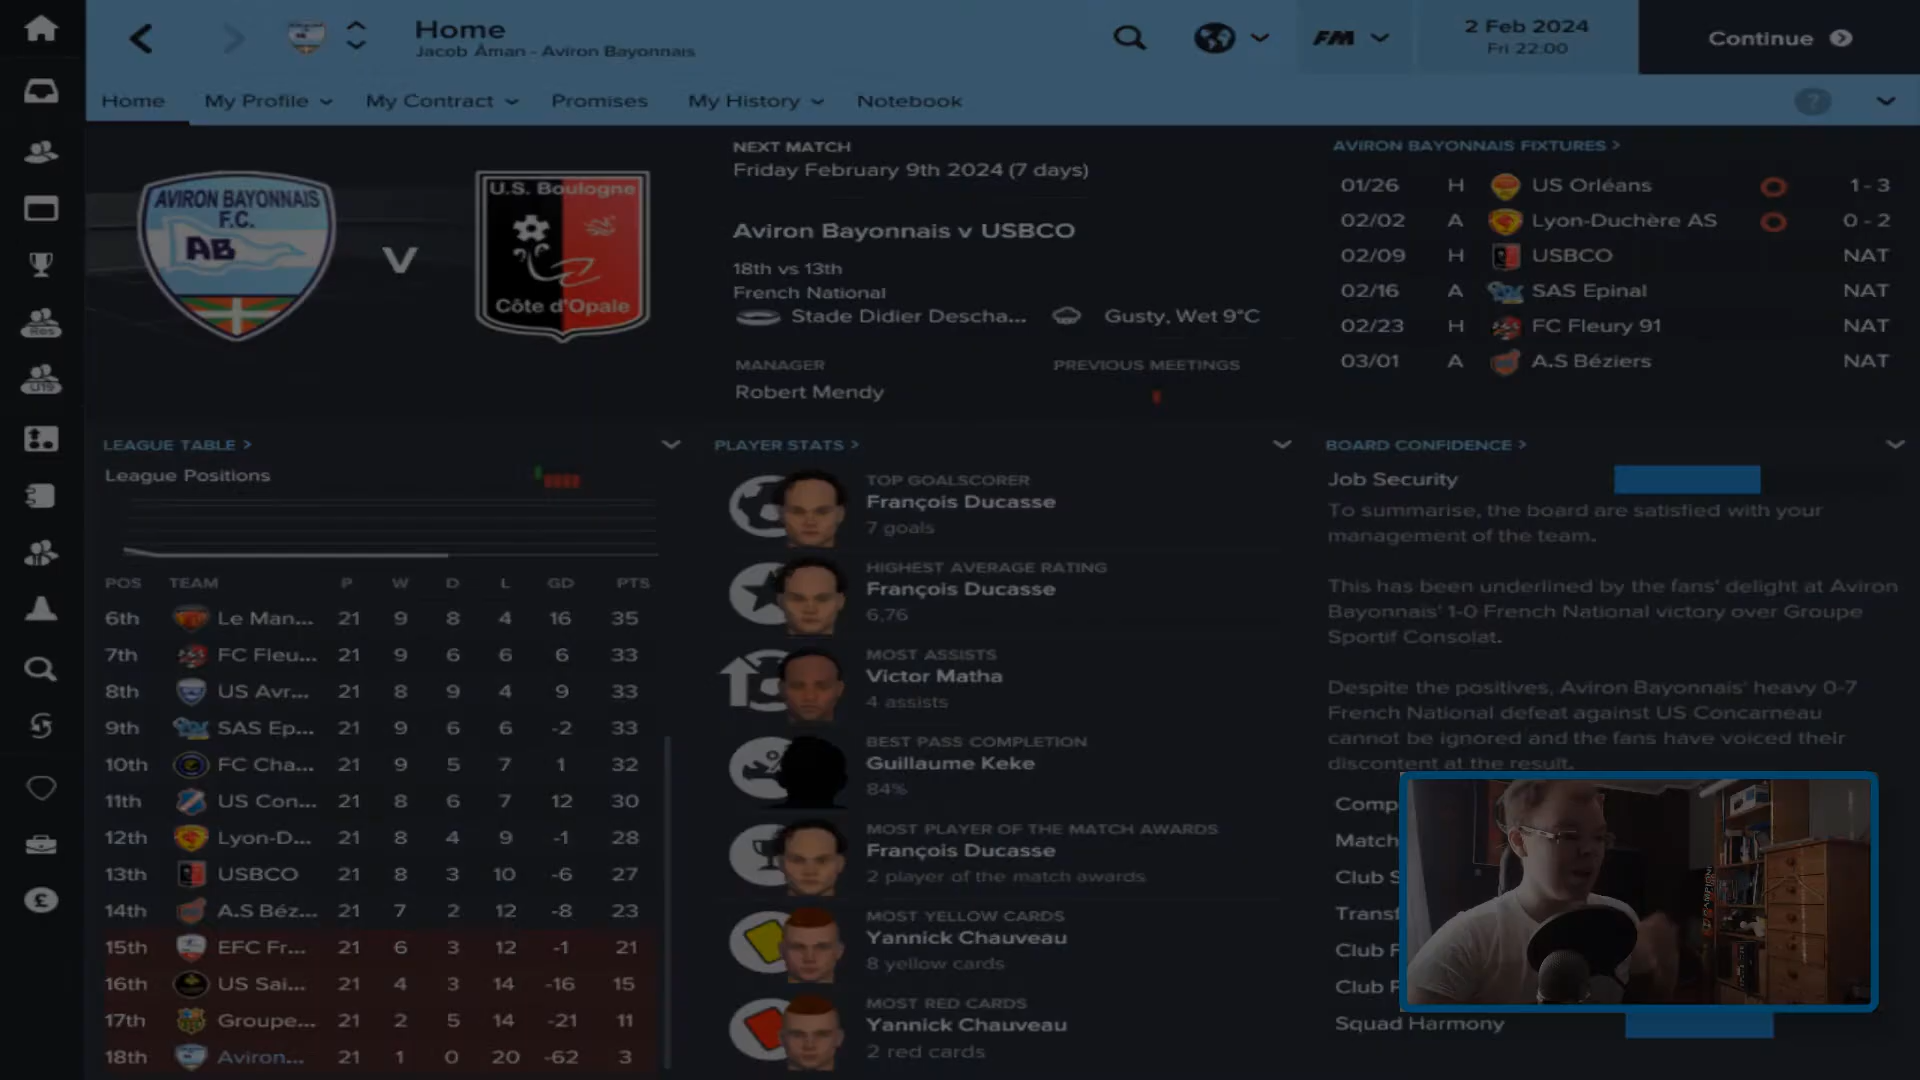 Home
Jacob Åman - Aviron Bayonnais
FM
2 Feb 2024
Fri 22:00
Continue
Home
My Profile
My Contract
Promises
My History
Notebook
?
AVIRON BAYONNAIS
F.C.
AB
V
U.S. Boulogne
Côte d'Opale
NEXT MATCH
Friday February 9th 2024 (7 days)
Aviron Bayonnais v USBCO
18th vs 13th
French National
Stade Didier Descha... Gusty, Wet 9°C
MANAGER
Robert Mendy
PREVIOUS MEETINGS
AVIRON BAYONNAIS FIXTURES >
01/26 H US Orléans 1 - 3
02/02 A Lyon-Duchère AS 0 - 2
02/09 H USBCO NAT
02/16 A SAS Epinal NAT
02/23 H FC Fleury 91 NAT
03/01 A A.S Béziers NAT
LEAGUE TABLE >
League Positions
POS TEAM P W D L GD PTS
6th Le Man... 21 9 8 4 16 35
7th FC Fleu... 21 9 6 6 6 33
8th US Avr... 21 8 9 4 9 33
9th SAS Ep... 21 9 6 6 -2 33
10th FC Cha... 21 9 5 7 1 32
11th US Con... 21 8 6 7 12 30
12th Lyon-D... 21 8 4 9 -1 28
13th USBCO 21 8 3 10 -6 27
14th A.S Béz... 21 7 2 12 -8 23
15th EFC Fr... 21 6 3 12 -1 21
16th US Sai... 21 4 3 14 -16 15
17th Groupe... 21 2 5 14 -21 11
18th Aviron... 21 1 0 20 -62 3
PLAYER STATS >
TOP GOALSCORER
François Ducasse
7 goals
HIGHEST AVERAGE RATING
François Ducasse
6,76
MOST ASSISTS
Victor Matha
4 assists
BEST PASS COMPLETION
Guillaume Keke
84%
MOST PLAYER OF THE MATCH AWARDS
François Ducasse
2 player of the match awards
MOST YELLOW CARDS
Yannick Chauveau
8 yellow cards
MOST RED CARDS
Yannick Chauveau
2 red cards
BOARD CONFIDENCE >
Job Security
To summarise, the board are satisfied with your
management of the team.
This has been underlined by the fans' delight at Aviron
Bayonnais' 1-0 French National victory over Groupe
Sportif Consolat.
Despite the positives, Aviron Bayonnais' heavy 0-7
French National defeat against US Concarneau
cannot be ignored and the fans have voiced their
discontent at the result.
Comp
Match
Club S
Transf
Club F
Club F
Squad Harmony
Res
U19
£